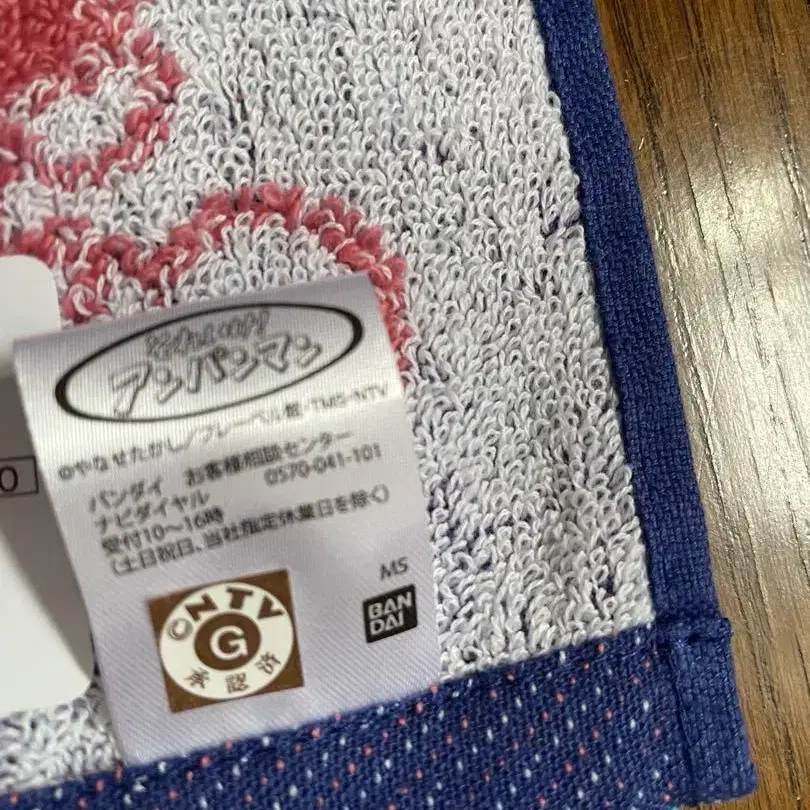 それいけ!
アンパンマン
©やなせたかし/フレーベル館・TMS・NTV
バンダイ お客様相談センター
ナビダイヤル 0570-041-101
受付10~16時
(土日祝日、当社指定休業日を除く)
MS
BAN
DAI
©NTV
G
承認済
0